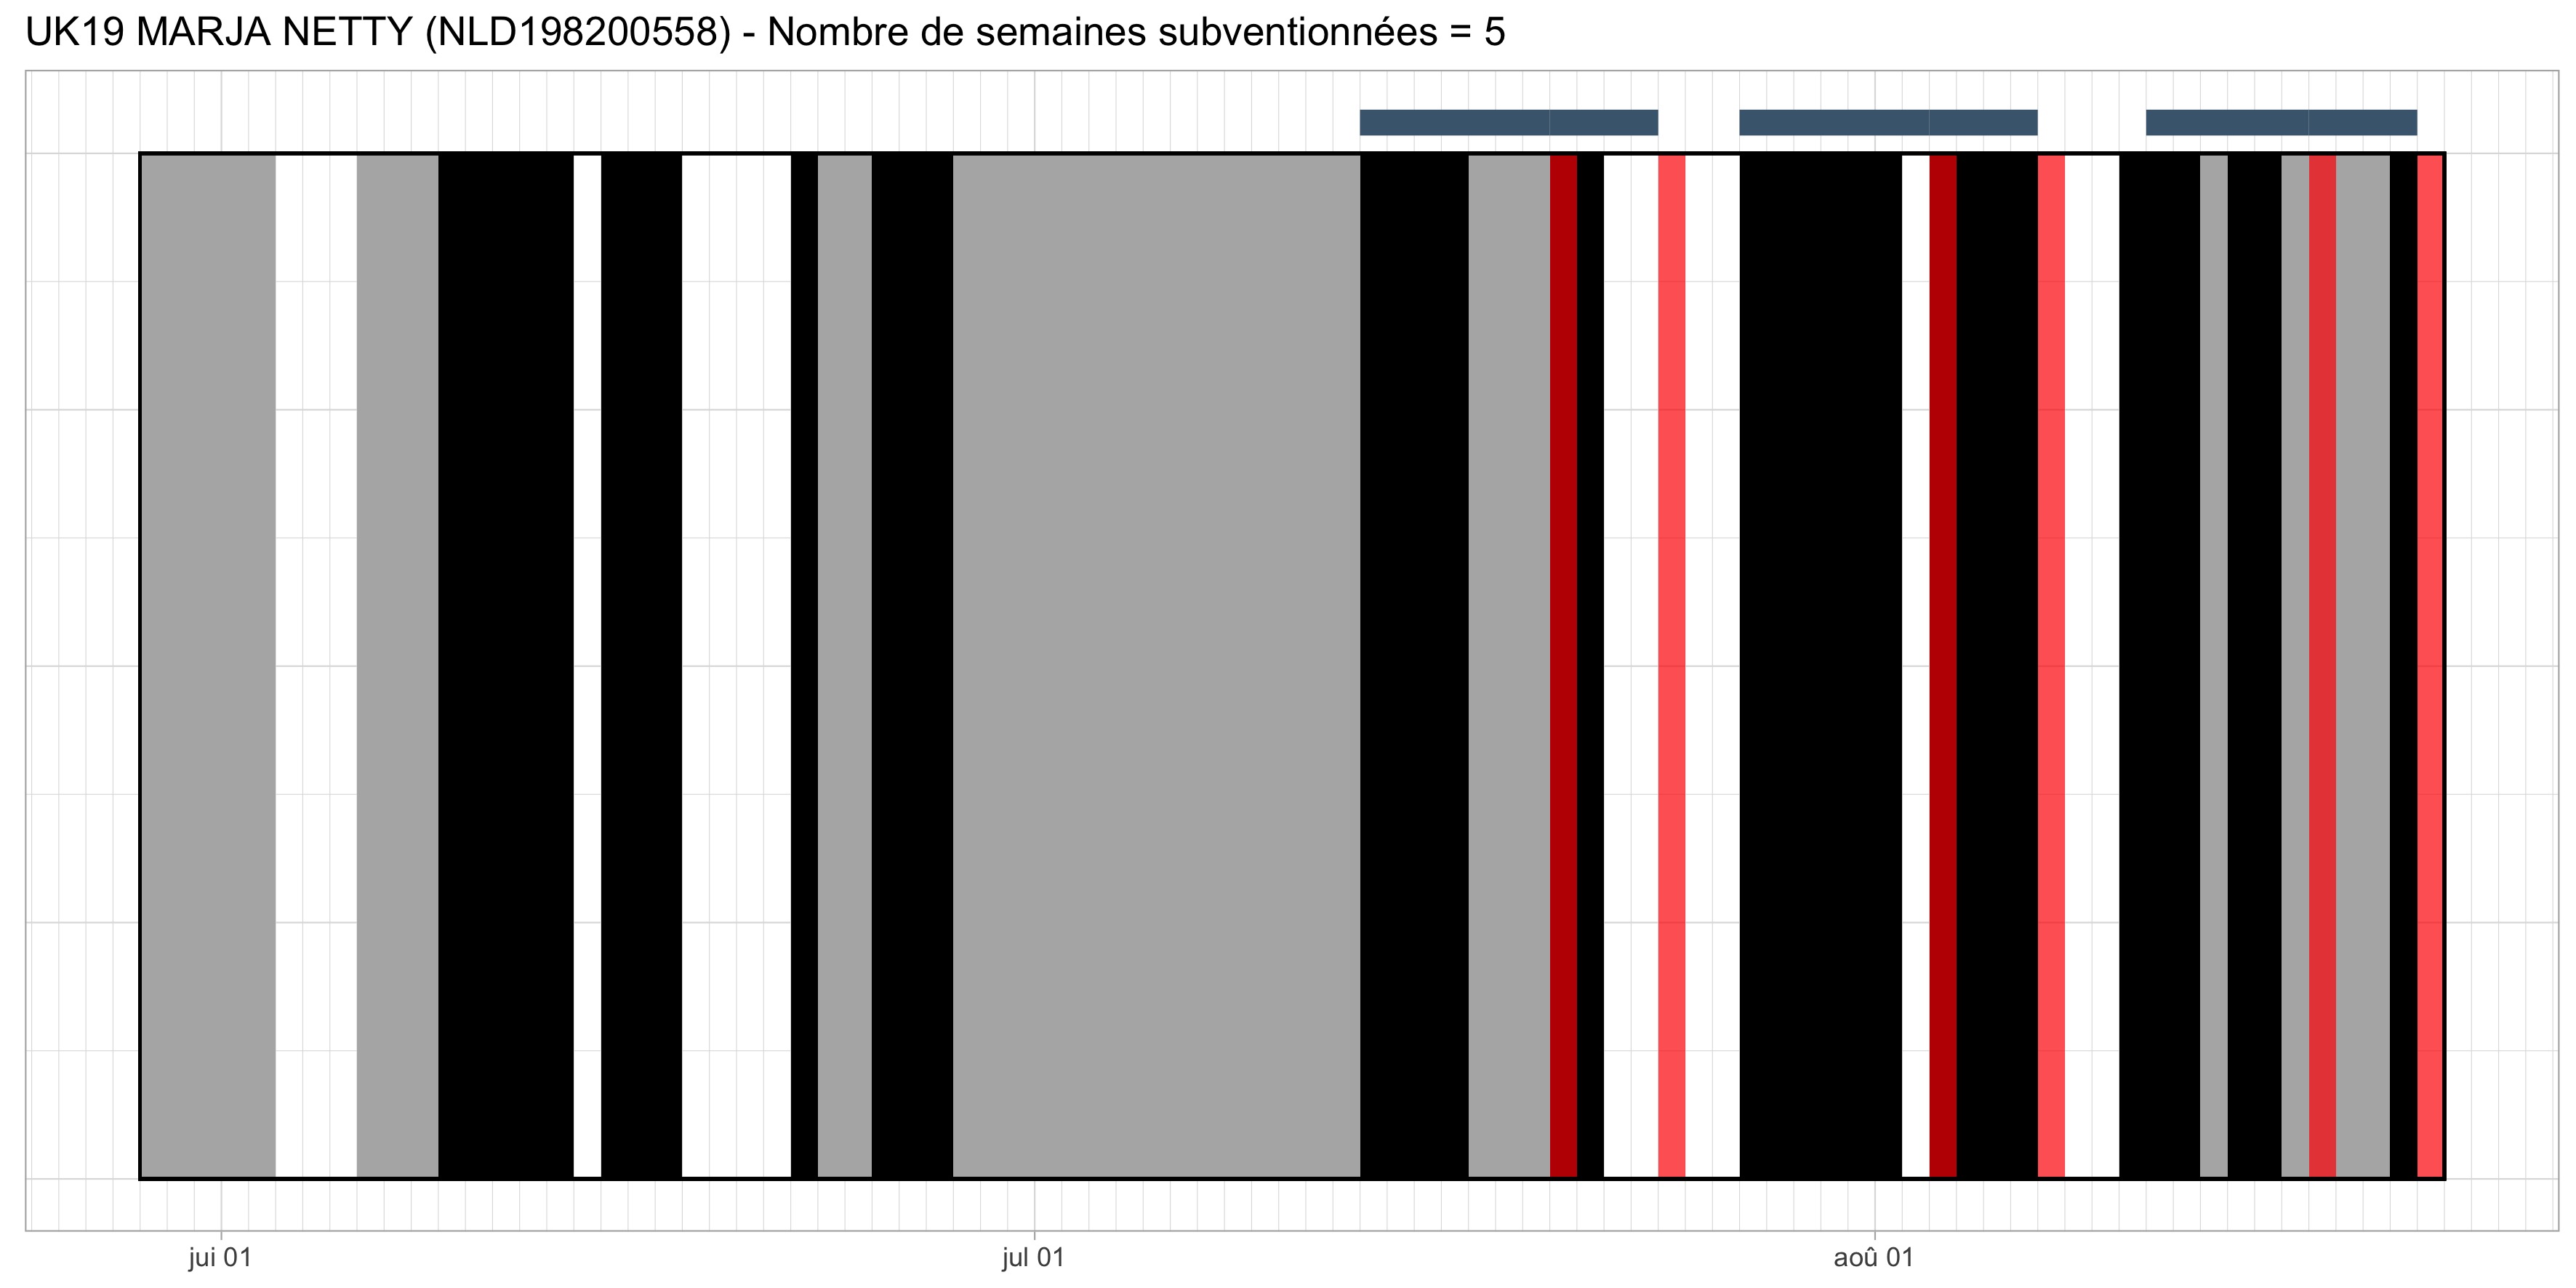 UK19 MARJA NETTY (NLD198200558) - Nombre de semaines subventionnées = 5
jui 01
jul 01
aoû 01